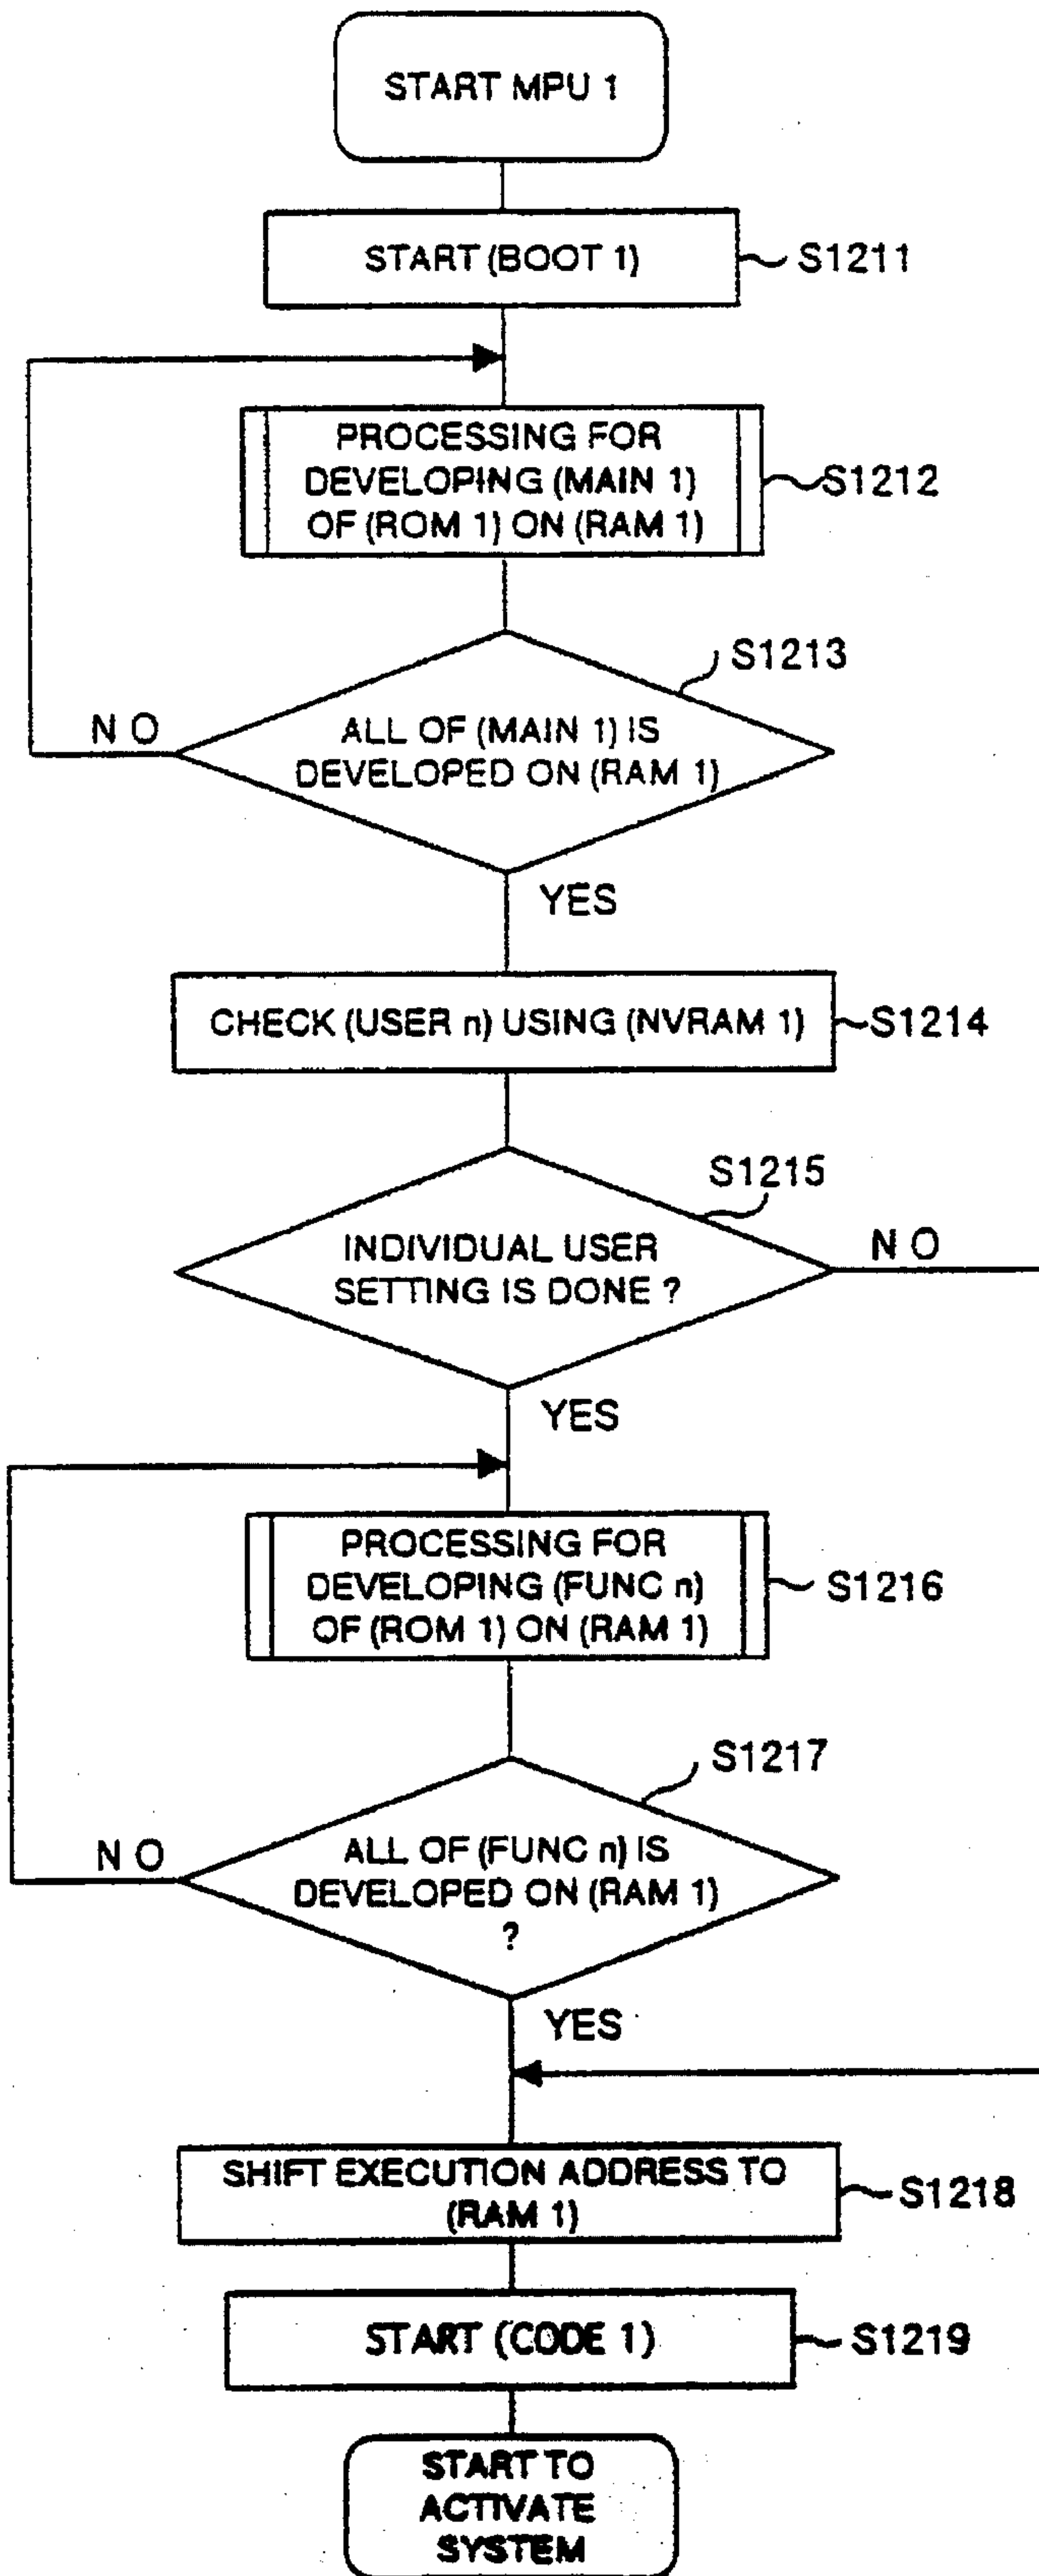 START MPU 1
START (BOOT 1)
S1211
PROCESSING FOR
DEVELOPING (MAIN 1)
OF (ROM 1) ON (RAM 1)
S1212
S1213
ALL OF (MAIN 1) IS
DEVELOPED ON (RAM 1)
NO
YES
CHECK (USER n) USING (NVRAM 1)
S1214
S1215
INDIVIDUAL USER
SETTING IS DONE ?
NO
YES
PROCESSING FOR
DEVELOPING (FUNC n)
OF (ROM 1) ON (RAM 1)
S1216
S1217
ALL OF (FUNC n) IS
DEVELOPED ON (RAM 1)
?
NO
YES
SHIFT EXECUTION ADDRESS TO
(RAM 1)
S1218
START (CODE 1)
S1219
START TO
ACTIVATE
SYSTEM